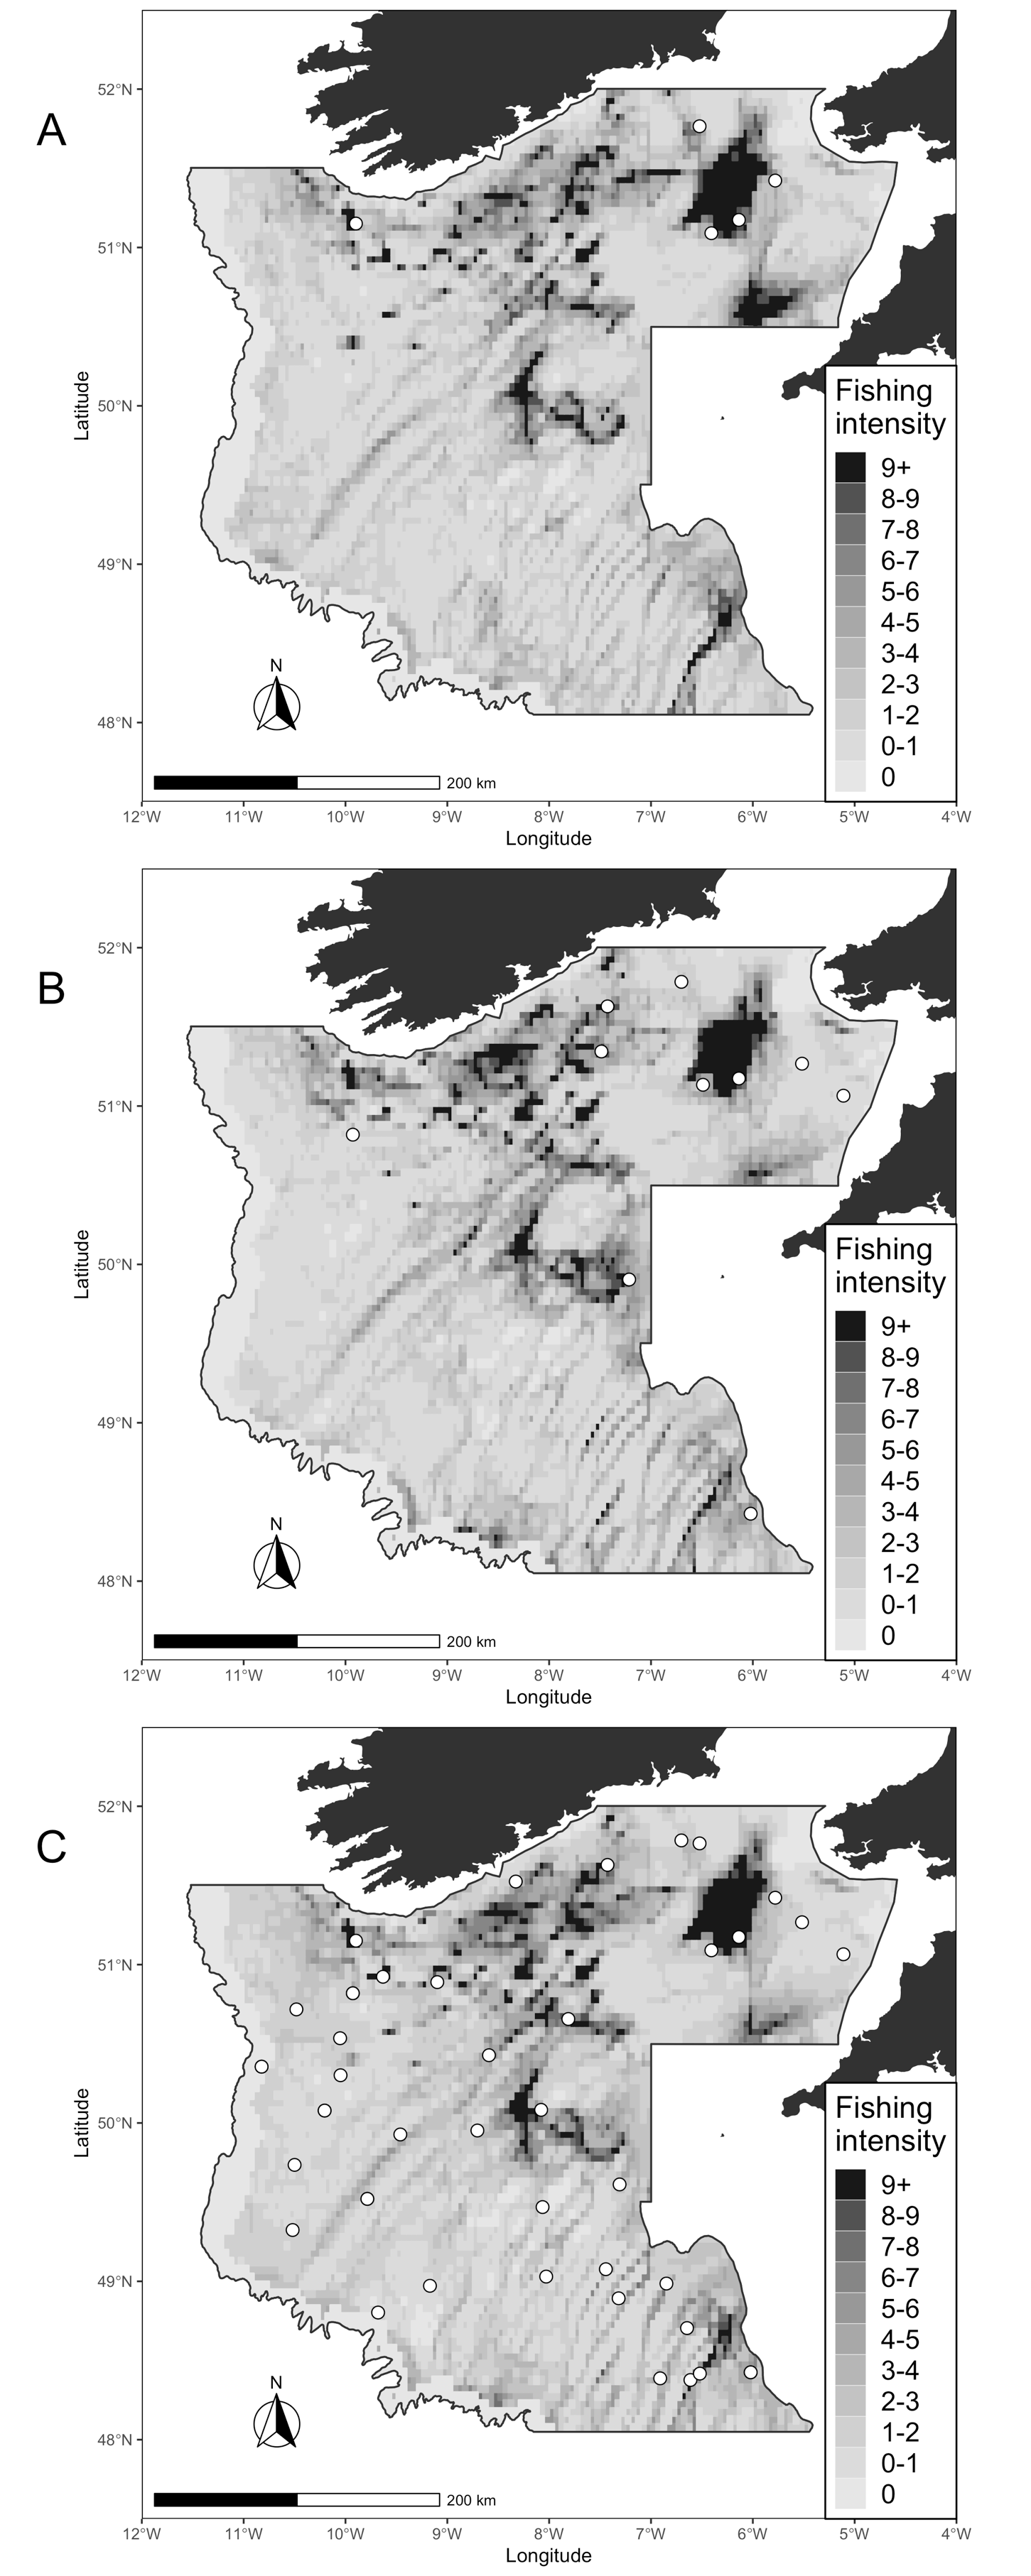 A
52°N
51°N
50°N
49°N
48°N
Latitude
N
200 km
12°W 11°W 10°W 9°W 8°W 7°W 6°W 5°W 4°W
Longitude
Fishing
intensity
9+
8-9
7-8
6-7
5-6
4-5
3-4
2-3
1-2
0-1
0
B
52°N
51°N
50°N
49°N
48°N
Latitude
N
200 km
12°W 11°W 10°W 9°W 8°W 7°W 6°W 5°W 4°W
Longitude
Fishing
intensity
9+
8-9
7-8
6-7
5-6
4-5
3-4
2-3
1-2
0-1
0
C
52°N
51°N
50°N
49°N
48°N
Latitude
N
200 km
12°W 11°W 10°W 9°W 8°W 7°W 6°W 5°W 4°W
Longitude
Fishing
intensity
9+
8-9
7-8
6-7
5-6
4-5
3-4
2-3
1-2
0-1
0